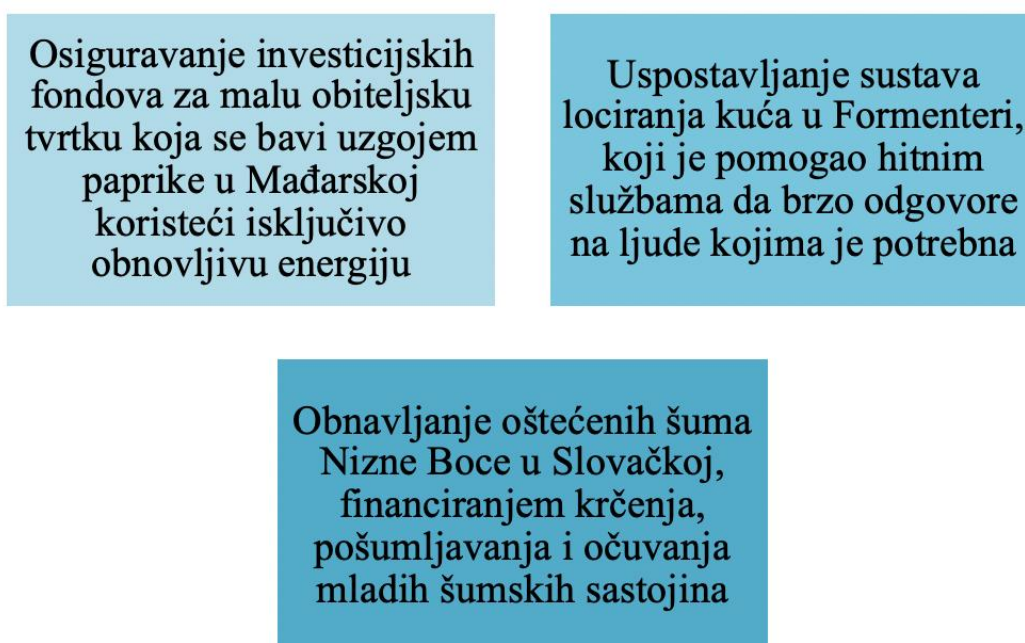 Osiguravanje investicijskih
fondova za malu obiteljsku
tvrtku koja se bavi uzgojem
paprike u Mađarskoj
koristeći isključivo
obnovljivu energiju
Uspostavljanje sustava
lociranja kuća u Formenteri,
koji je pomogao hitnim
službama da brzo odgovore
na ljude kojima je potrebna
Obnavljanje oštećenih šuma
Nizne Boce u Slovačkoj,
financiranjem krčenja,
pošumljavanja i očuvanja
mladih šumskih sastojina